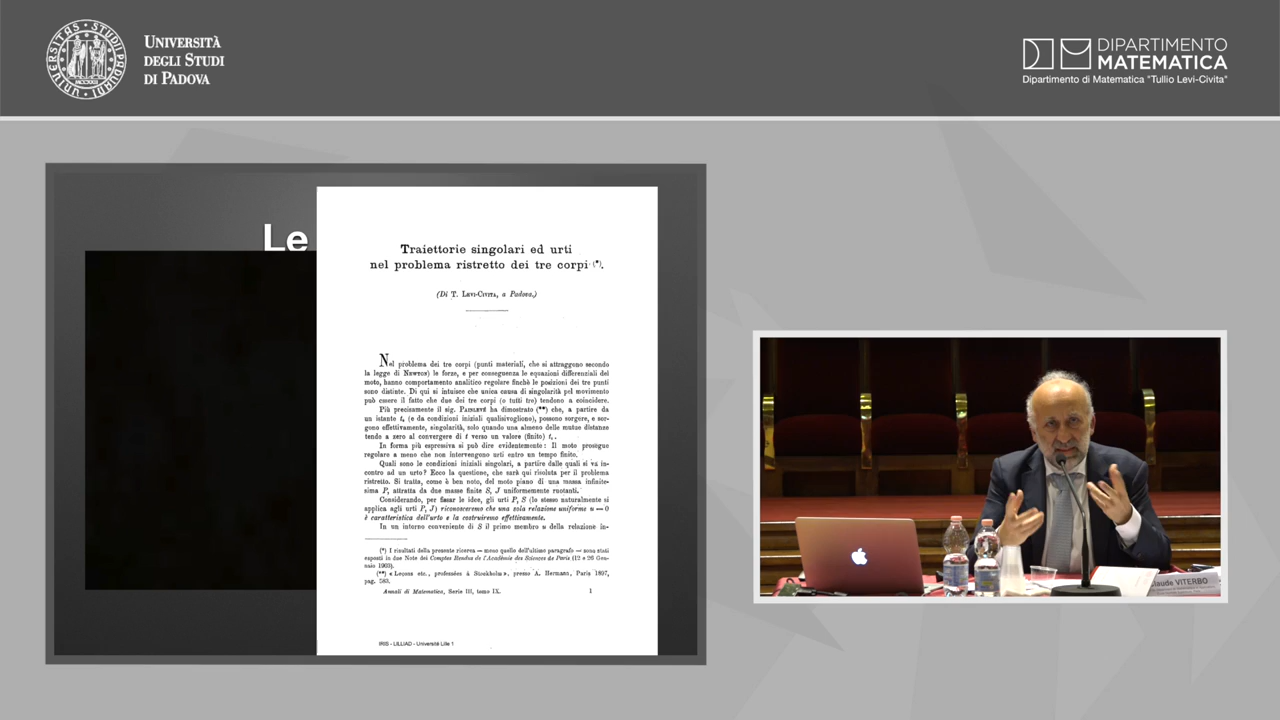 UNIVERSITÀ
DEGLI STUDI
DI PADOVA
DIPARTIMENTO
MATEMATICA
Dipartimento di Matematica "Tullio Levi-Civita"
Le
Traiettorie singolari ed urti
nel problema ristretto dei tre corpi (*).
(Di T. LEVI-CIVITA, a Padova.)
Nel problema dei tre corpi (punti materiali, che si attraggono secondo
la legge di NEWTON) le forze, e per conseguenza le equazioni differenziali del
moto, hanno comportamento analitico regolare finchè le posizioni dei tre punti
sono distinte. Di qui si intuisce che unica causa di singolarità pel movimento
può essere il fatto che due dei tre corpi (o tutti tre) tendono a coincidere.
Più precisamente il sig. PAINLEVÉ ha dimostrato (**) che, a partire da
un istante t₀ (e da condizioni iniziali qualsivogliono), possono sorgere, e sor-
gono effettivamente, singolarità, solo quando una almeno delle mutue distanze
tende a zero al convergere di t verso un valore (finito) t₁.
In forma più espressiva si può dire evidentemente: Il moto prosegue
regolare a meno che non intervengono urti entro un tempo finito.
Quali sono le condizioni iniziali singolari, a partire dalle quali si va in-
contro ad un urto? Ecco la questione, che sarà qui risoluta per il problema
ristretto. Si tratta, come è ben noto, del moto piano di una massa infinite-
sima P, attratta da due masse finite S, J uniformemente ruotanti.
Considerando, per fissar le idee, gli urti P, S (lo stesso naturalmente si
applica agli urti P, J) riconosceremo che una sola relazione uniforme u = 0
è caratteristica dell'urto e la costruiremo effettivamente.
In un intorno conveniente di S il primo membro u della relazione in-
(*) I risultati della presente ricerca — meno quelle dell'ultimo paragrafo — sono stati
esposti in due Note dei Comptes Rendus de l'Académie des Sciences de Paris (12 e 26 Gen-
naio 1903).
(**) « Leçons etc., professées à Stockholm », presso A. Hermann, Paris 1897,
pag. 583.
Annali di Matematica, Serie III, tomo IX. 1
IRIS - LILLIAD - Université Lille 1
Claude VITERBO